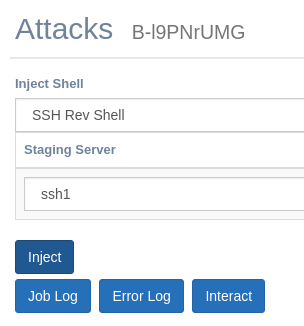 Attacks B-l9PNrUMG
Inject Shell
SSH Rev Shell
Staging Server
ssh1
Inject
Job Log Error Log Interact